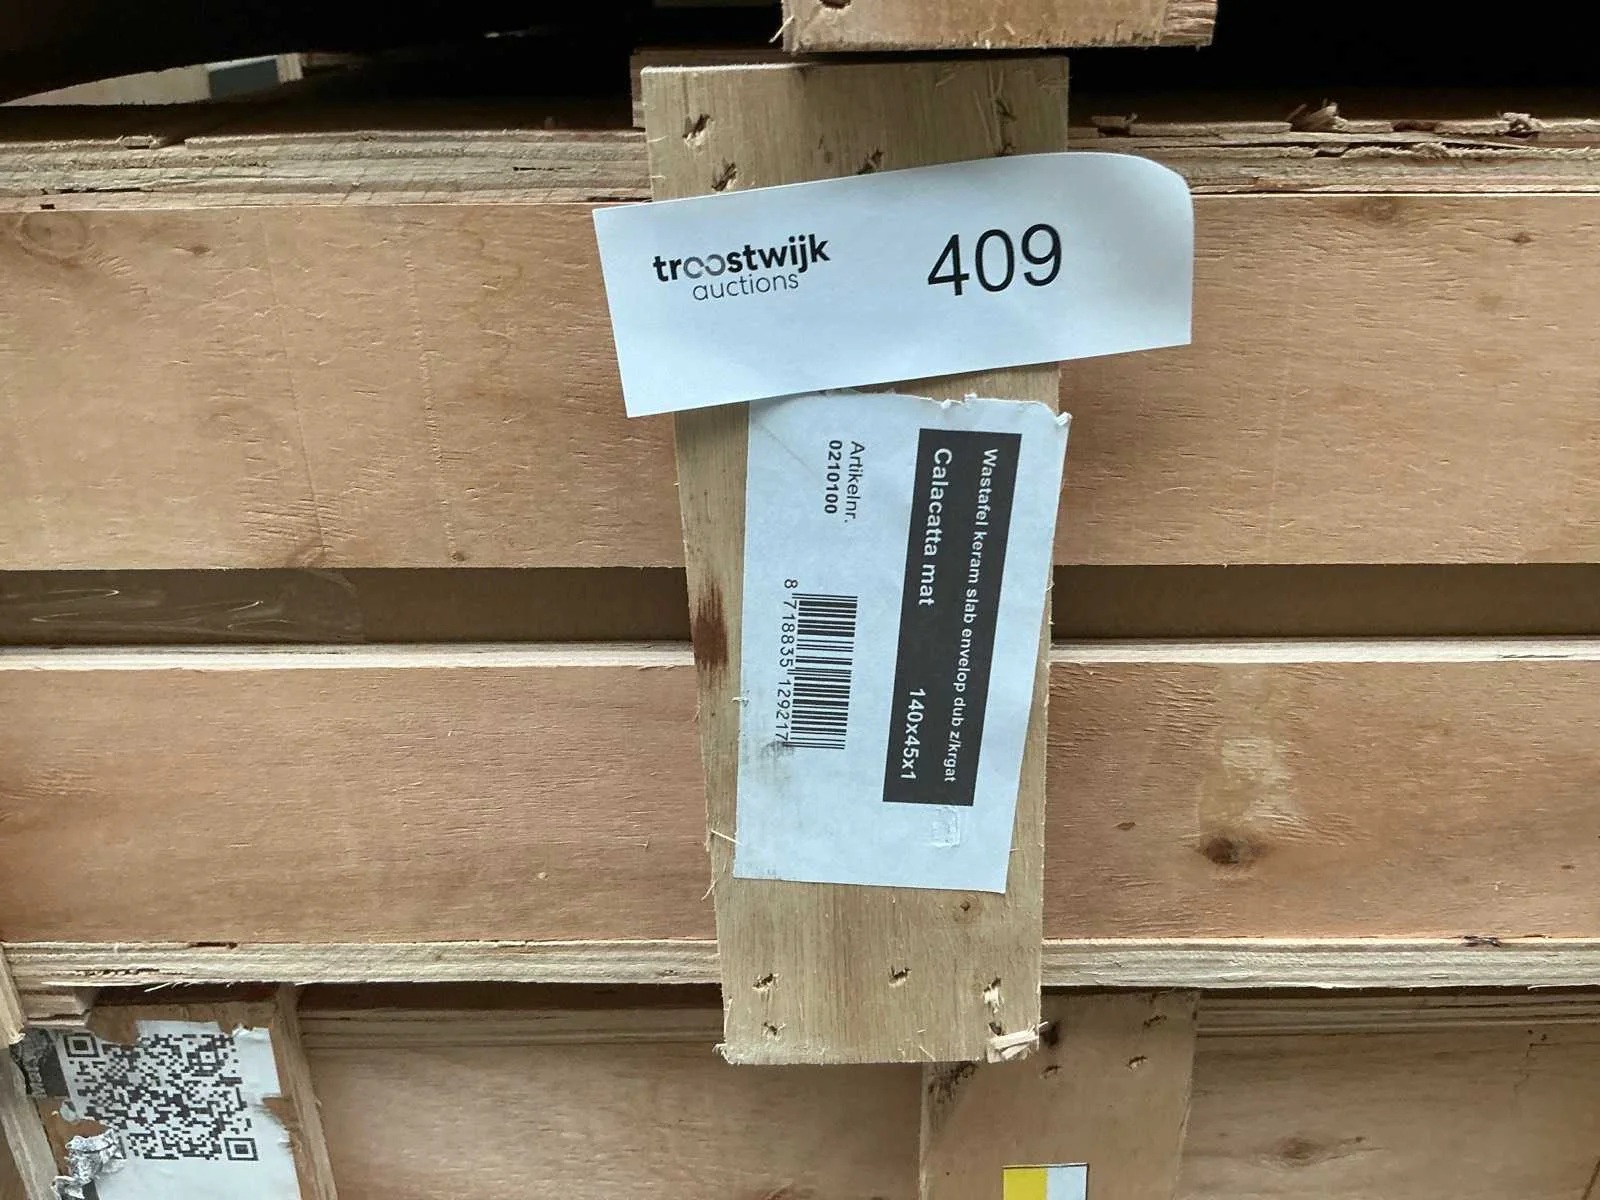 troostwijk
auctions
409
Wastafel keram slab envelop dub z/krgat
Calacatta mat 140x45x1
Artikelnr.
0210100
8 718835 129217